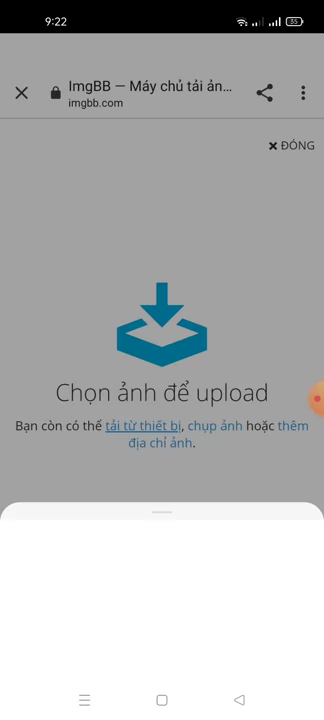 9:22
85
ImgBB — Máy chủ tải ản...
imgbb.com
× ĐÓNG
Chọn ảnh để upload
Bạn còn có thể tải từ thiết bị, chụp ảnh hoặc thêm
địa chỉ ảnh.